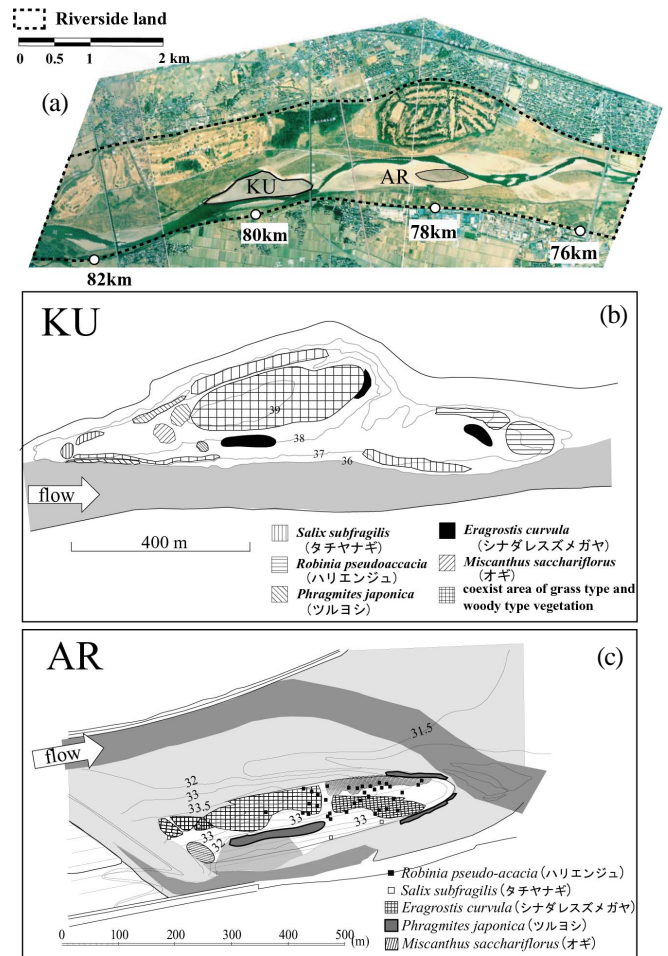 Riverside land
0 0.5 1 2 km
(a)
KU
AR
80km
78km
76km
82km
KU
(b)
39
38
37
36
flow
400 m
Salix subfragilis
(タチヤナギ)
Robinia pseudoacacia
(ハリエンジュ)
Phragmites japonica
(ツルヨシ)
Eragrostis curvula
(シナダレスズメガヤ)
Miscanthus sacchariflorus
(オギ)
coexist area of grass type and
woody type vegetation
AR
(c)
flow
31.5
32
33
33.5
33
32
33
33
Robinia pseudo-acacia (ハリエンジュ)
Salix subfragilis (タチヤナギ)
Eragrostis curvula (シナダレスズメガヤ)
Phragmites japonica (ツルヨシ)
Miscanthus sacchariflorus (オギ)
0 100 200 300 400 500 (m)